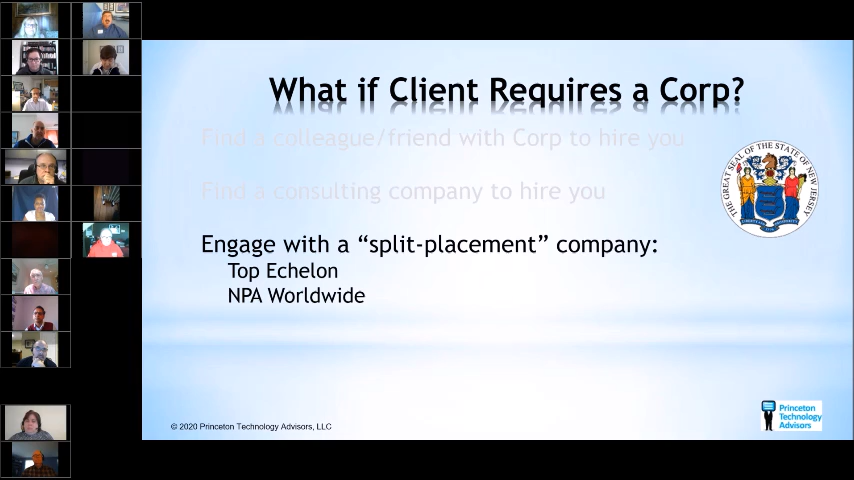 What if Client Requires a Corp?
Find a colleague/friend with Corp to hire you
Find a consulting company to hire you
THE GREAT SEAL OF THE STATE OF NEW JERSEY
Engage with a “split-placement” company:
Top Echelon
NPA Worldwide
© 2020 Princeton Technology Advisors, LLC
Princeton
Technology
Advisors